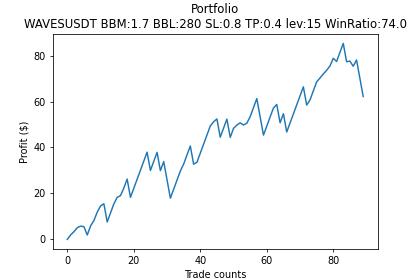 Portfolio
WAVESUSDT BBM:1.7 BBL:280 SL:0.8 TP:0.4 lev:15 WinRatio:74.0
Profit ($)
80
60
40
20
0
0 20 40 60 80
Trade counts